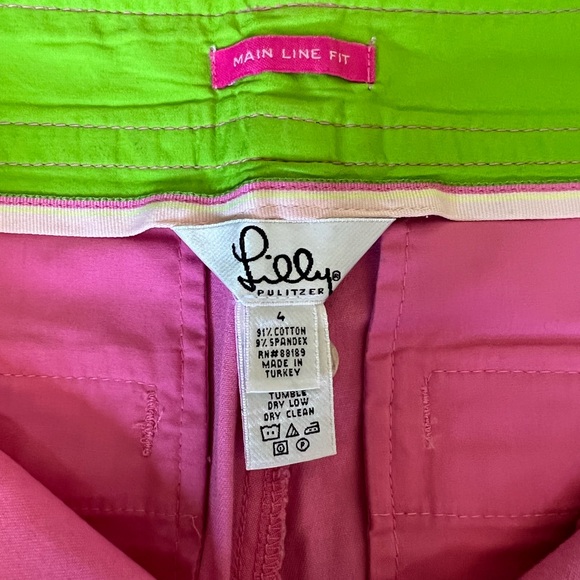 MAIN LINE FIT
Lilly®
PULITZER
4
91% COTTON
9% SPANDEX
RN#88189
MADE IN
TURKEY
TUMBLE
DRY LOW
DRY CLEAN
P